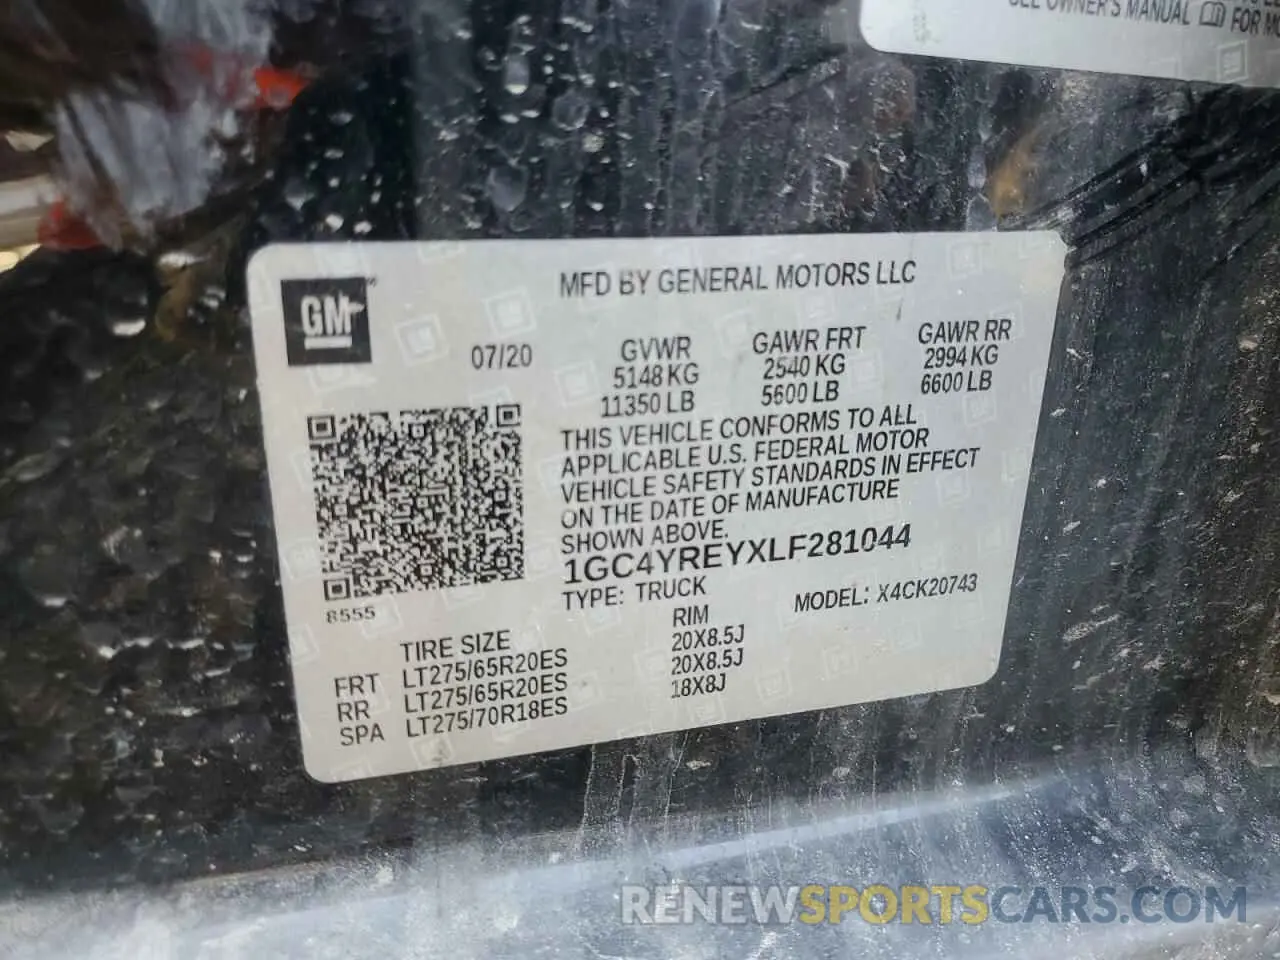 SEE OWNER'S MANUAL FOR
GM
MFD BY GENERAL MOTORS LLC
07/20
GVWR GAWR FRT GAWR RR
5148 KG 2540 KG 2994 KG
11350 LB 5600 LB 6600 LB
THIS VEHICLE CONFORMS TO ALL
APPLICABLE U.S. FEDERAL MOTOR
VEHICLE SAFETY STANDARDS IN EFFECT
ON THE DATE OF MANUFACTURE
SHOWN ABOVE.
1GC4YREYXLF281044
TYPE: TRUCK MODEL: X4CK20743
8555
TIRE SIZE RIM
FRT LT275/65R20ES 20X8.5J
RR LT275/65R20ES 20X8.5J
SPA LT275/70R18ES 18X8J
RENEWSPORTSCARS.COM